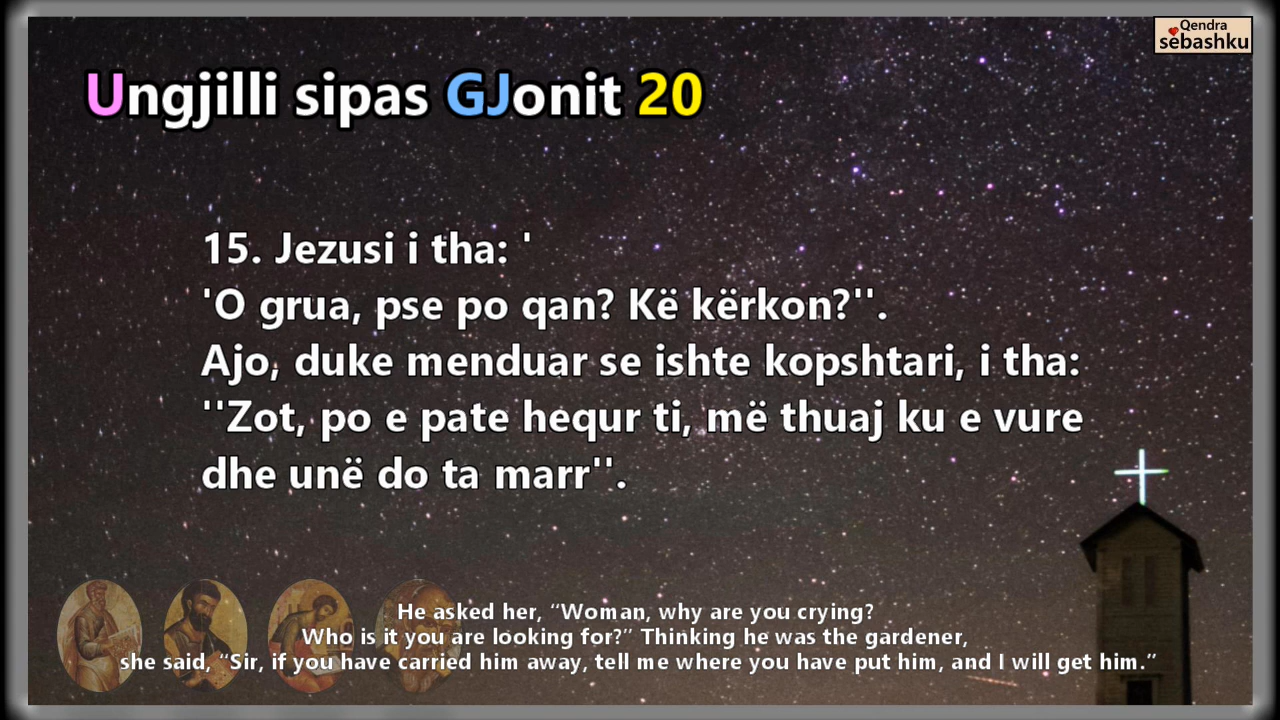 Qendra
sebashku
Ungjilli sipas GJonit 20
15. Jezusi i tha: '
'O grua, pse po qan? Kë kërkon?''.
Ajo, duke menduar se ishte kopshtari, i tha:
''Zot, po e pate hequr ti, më thuaj ku e vure
dhe unë do ta marr''.
He asked her, “Woman, why are you crying?
Who is it you are looking for?” Thinking he was the gardener,
she said, “Sir, if you have carried him away, tell me where you have put him, and I will get him.”